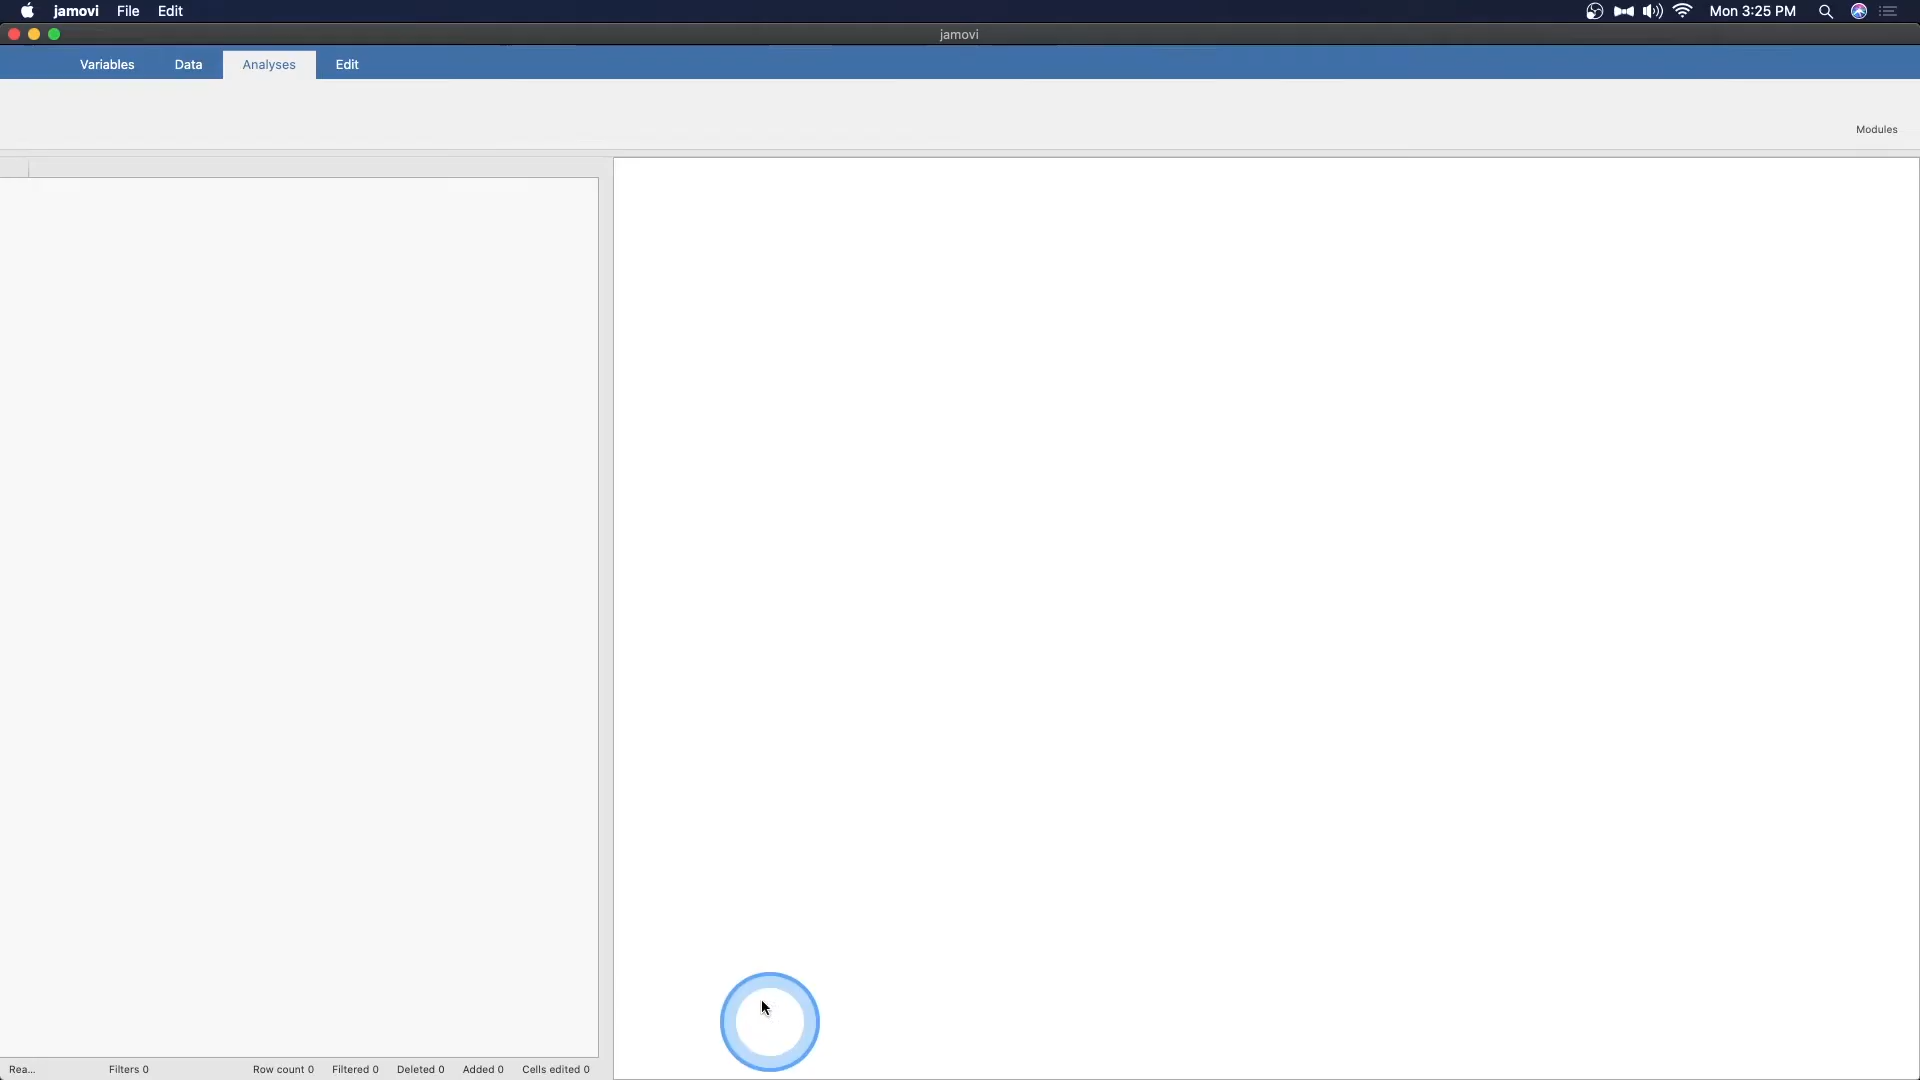 jamovi File Edit Mon 3:25 PM
jamovi
Variables Data Analyses Edit
Modules
Rea... Filters 0 Row count 0 Filtered 0 Deleted 0 Added 0 Cells edited 0